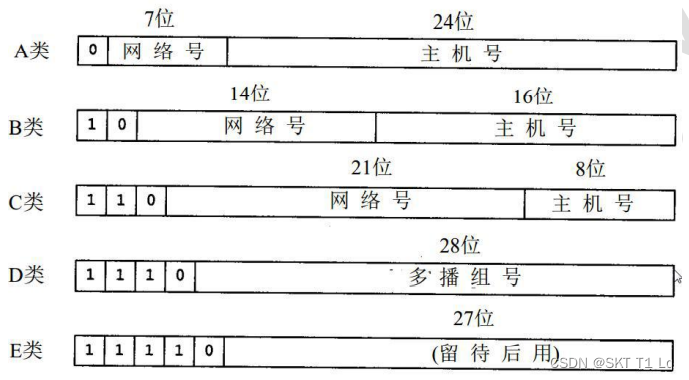 7位 24位
A类 0 网络号 主机号
14位 16位
B类 1 0 网络号 主机号
21位 8位
C类 1 1 0 网络号 主机号
28位
D类 1 1 1 0 多播组号
27位
E类 1 1 1 1 0 (留待后用)
CSDN @SKT T1 Lc